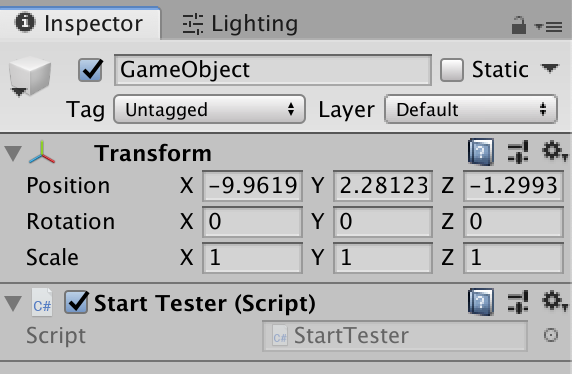 Inspector Lighting
GameObject Static
Tag Untagged Layer Default
Transform
Position X -9.9619 Y 2.28123 Z -1.2993
Rotation X 0 Y 0 Z 0
Scale X 1 Y 1 Z 1
C# Start Tester (Script)
Script C# StartTester